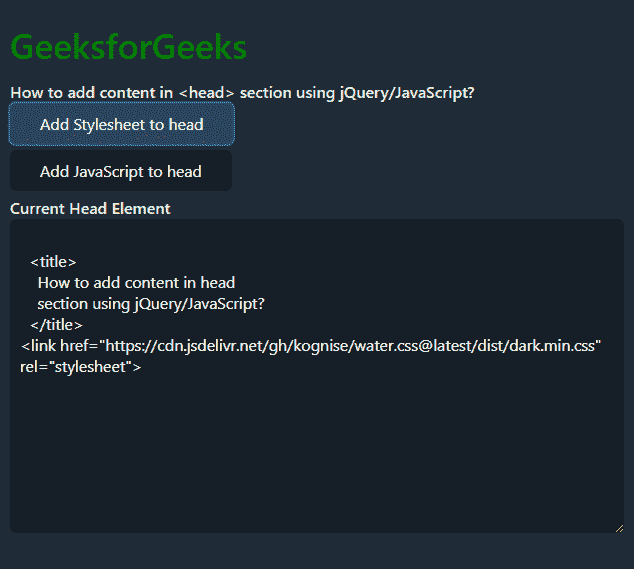 GeeksforGeeks
How to add content in <head> section using jQuery/JavaScript?
Add Stylesheet to head
Add JavaScript to head
Current Head Element
<title>
How to add content in head
section using jQuery/JavaScript?
</title>
<link href="https://cdn.jsdelivr.net/gh/kognise/water.css@latest/dist/dark.min.css"
rel="stylesheet">